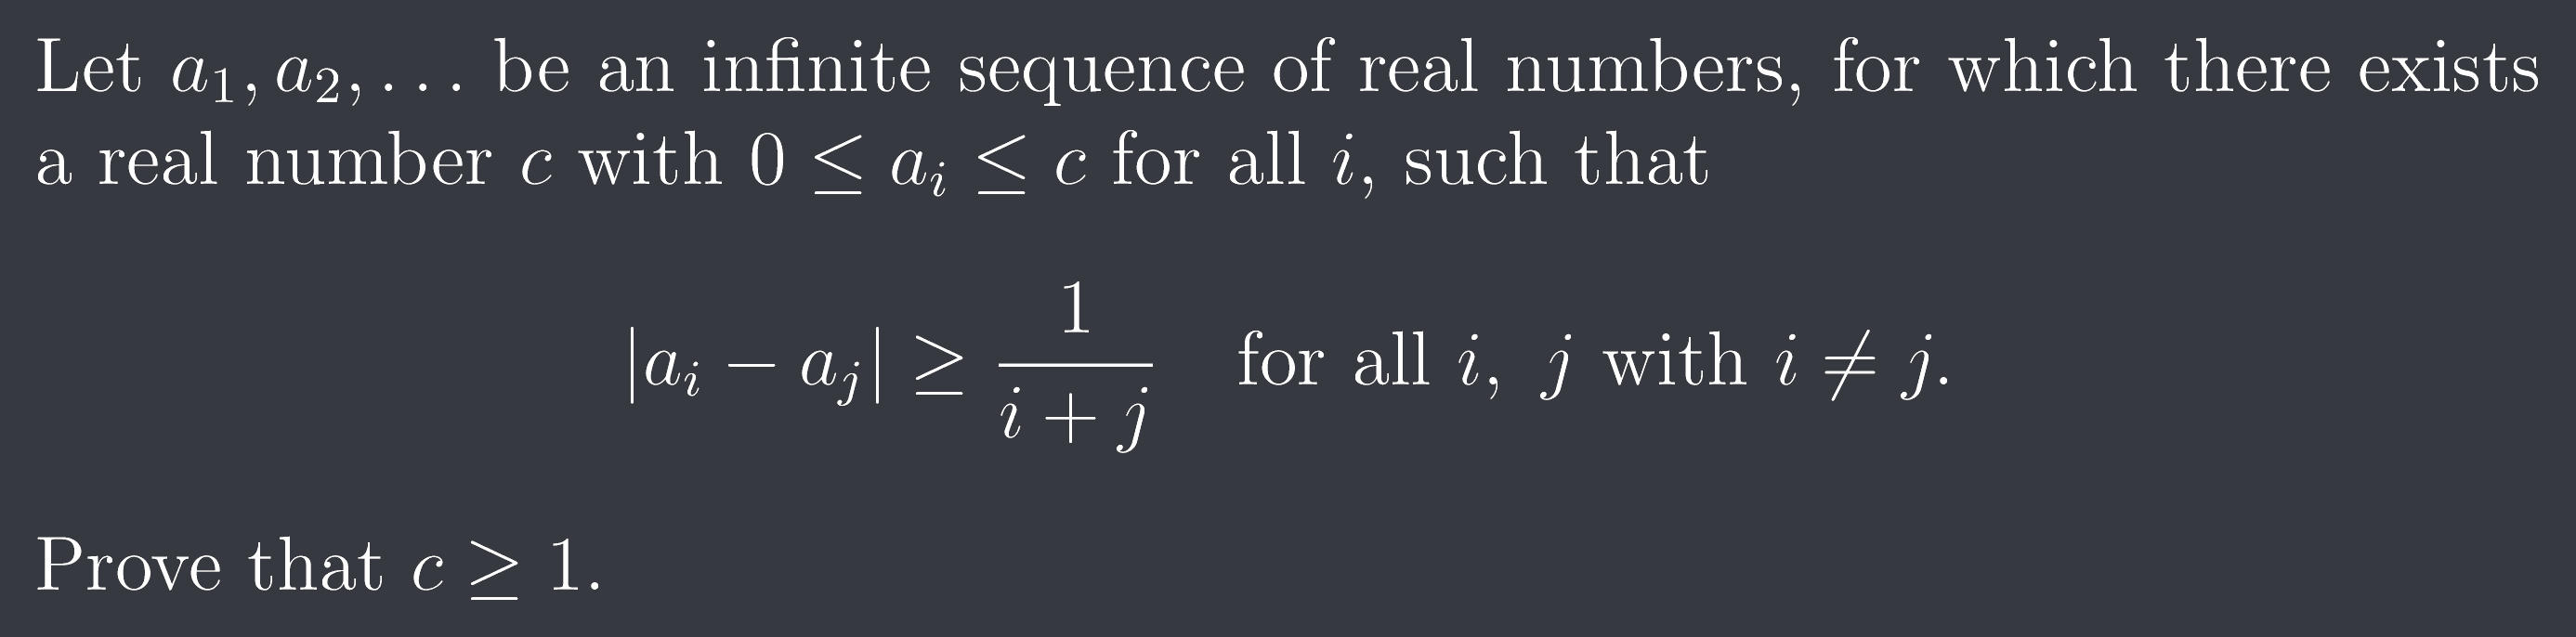 Let a₁, a₂, . . . be an infinite sequence of real numbers, for which there exists
a real number c with 0 ≤ aᵢ ≤ c for all i, such that
|aᵢ − aⱼ| ≥ 1/(i + j) for all i, j with i ≠ j.
Prove that c ≥ 1.